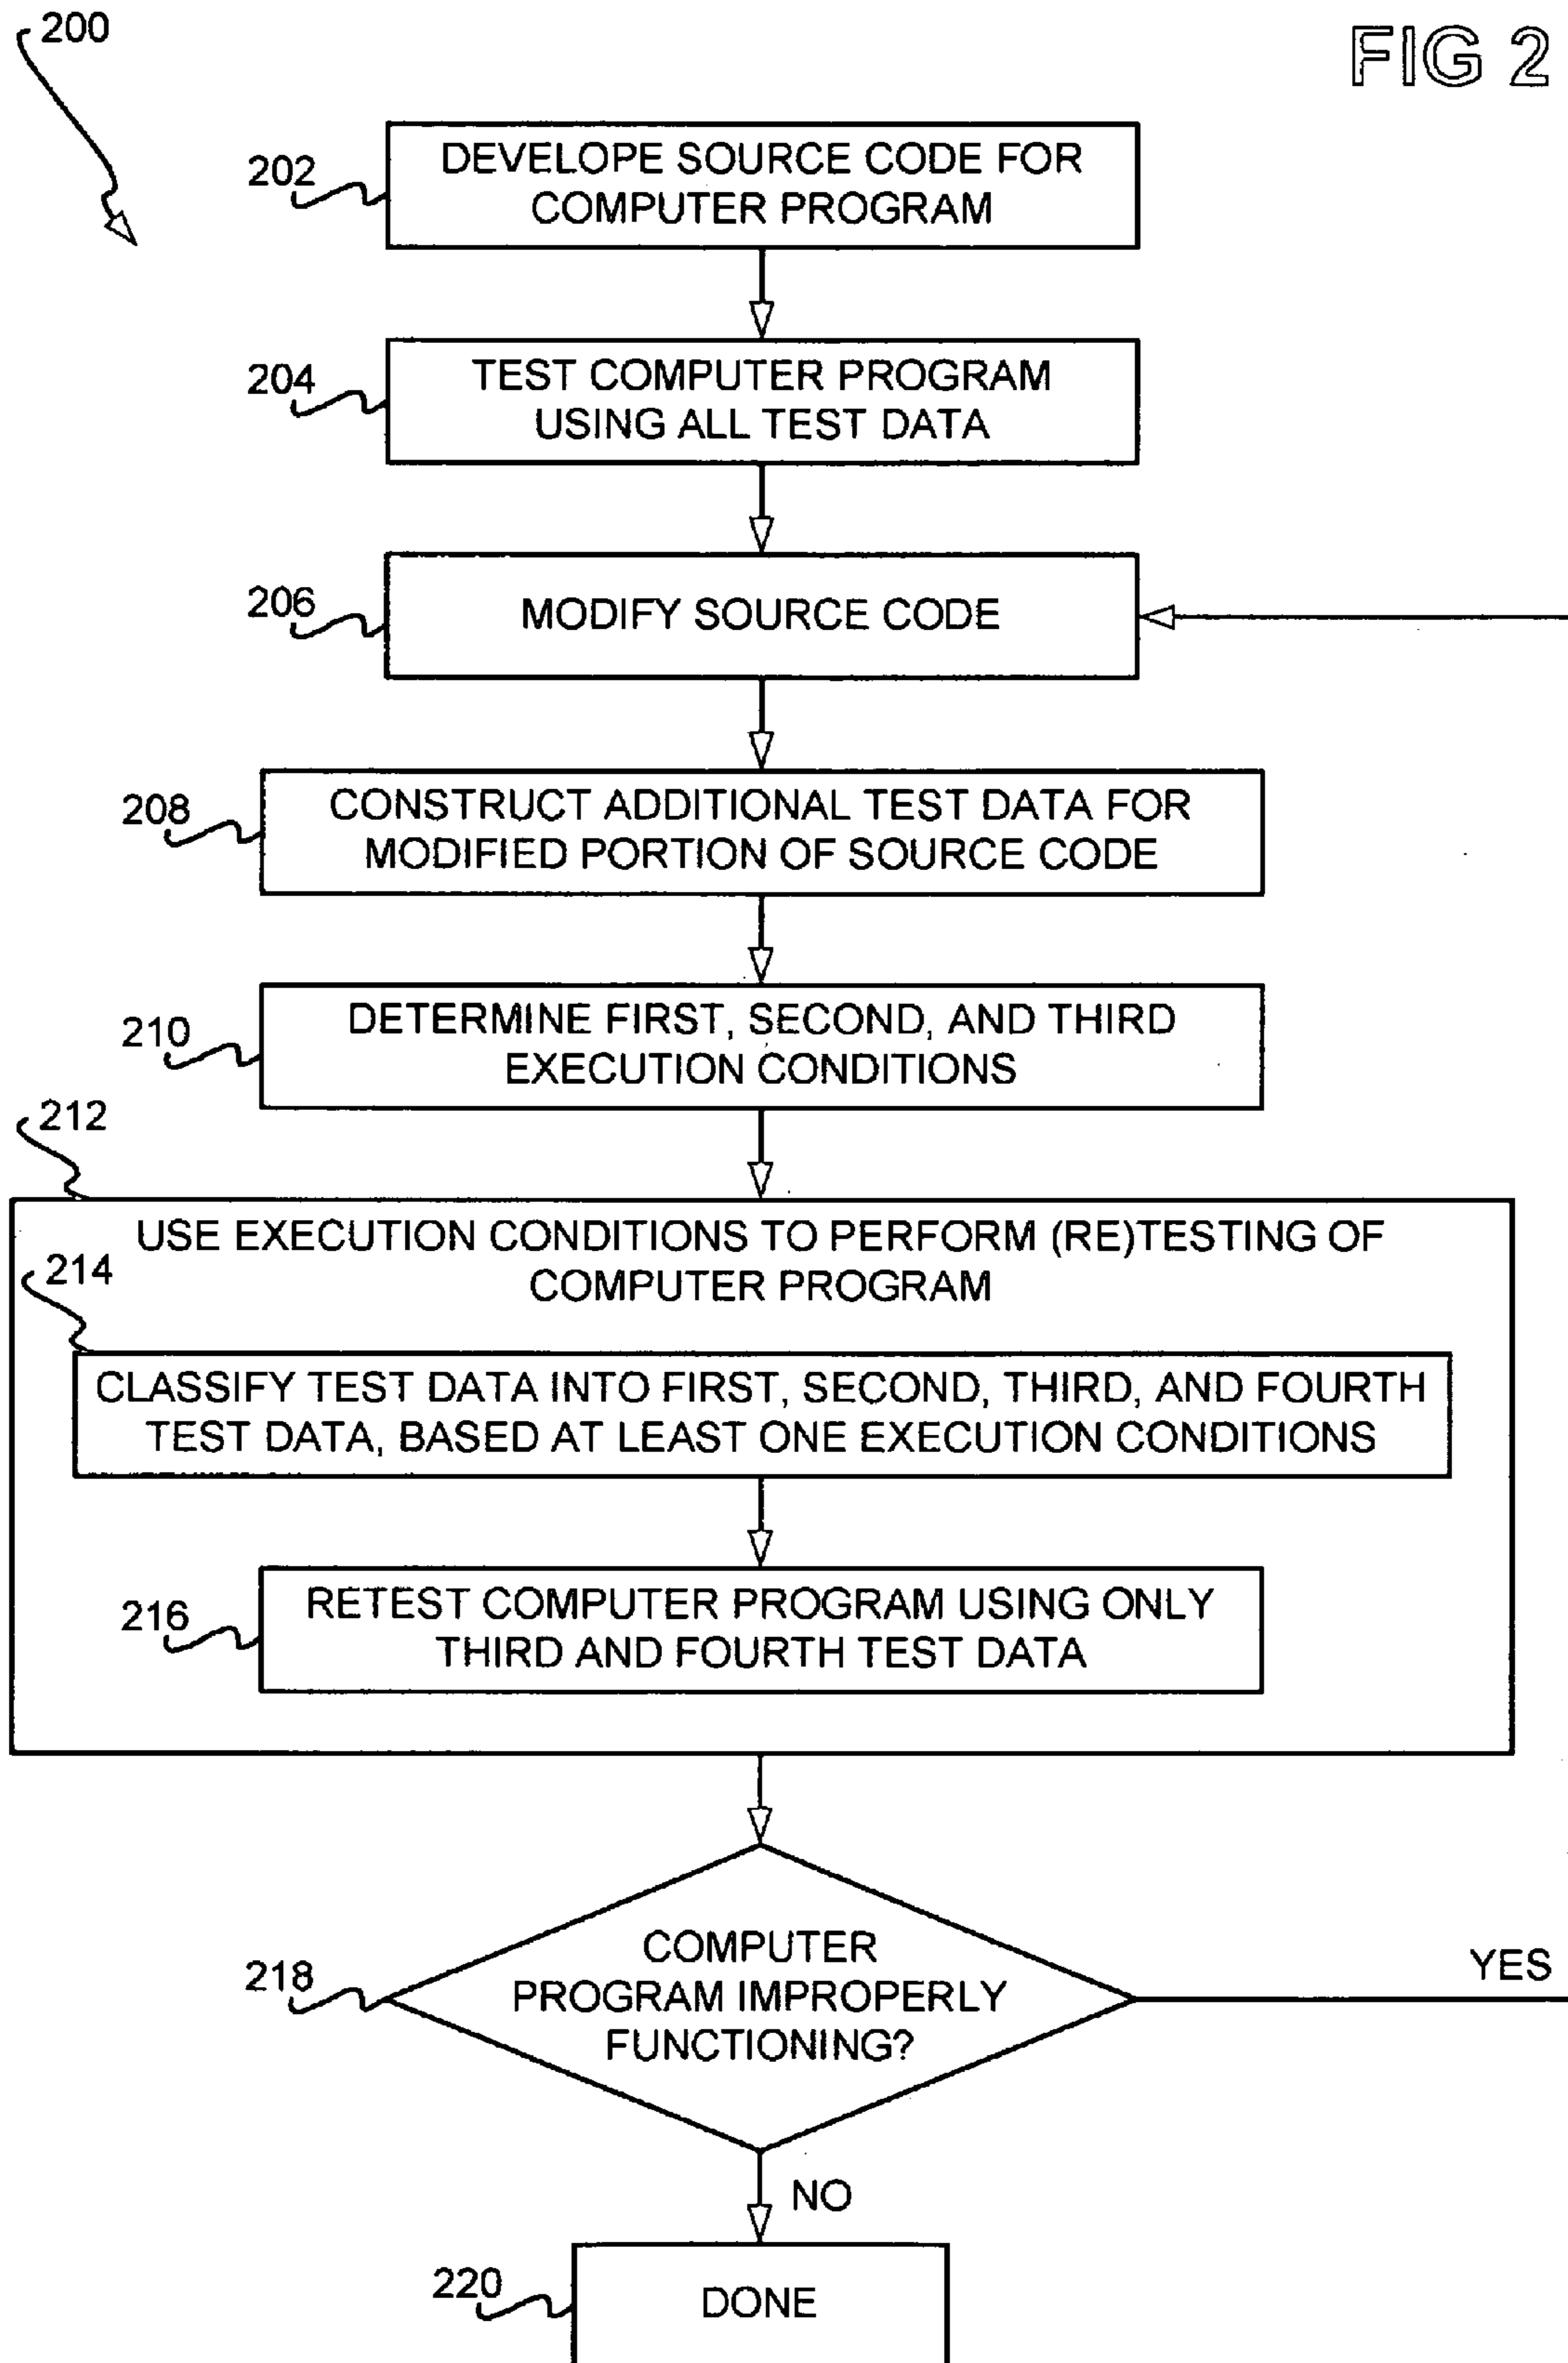 200
FIG 2
202
DEVELOPE SOURCE CODE FOR
COMPUTER PROGRAM
204
TEST COMPUTER PROGRAM
USING ALL TEST DATA
206
MODIFY SOURCE CODE
208
CONSTRUCT ADDITIONAL TEST DATA FOR
MODIFIED PORTION OF SOURCE CODE
210
DETERMINE FIRST, SECOND, AND THIRD
EXECUTION CONDITIONS
212
USE EXECUTION CONDITIONS TO PERFORM (RE)TESTING OF
COMPUTER PROGRAM
214
CLASSIFY TEST DATA INTO FIRST, SECOND, THIRD, AND FOURTH
TEST DATA, BASED AT LEAST ONE EXECUTION CONDITIONS
216
RETEST COMPUTER PROGRAM USING ONLY
THIRD AND FOURTH TEST DATA
218
COMPUTER
PROGRAM IMPROPERLY
FUNCTIONING?
YES
NO
220
DONE